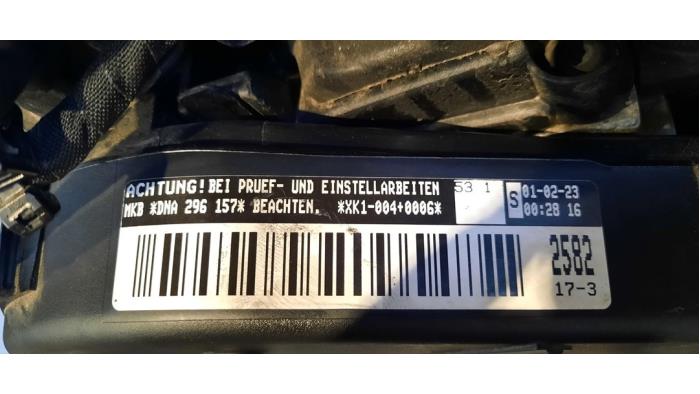 ACHTUNG! BEI PRUEF- UND EINSTELLARBEITEN 53 1 S 01-02-23
MKB *DNA 296 157* BEACHTEN. *XK1-004+0006* 00:28 16
2582
17-3